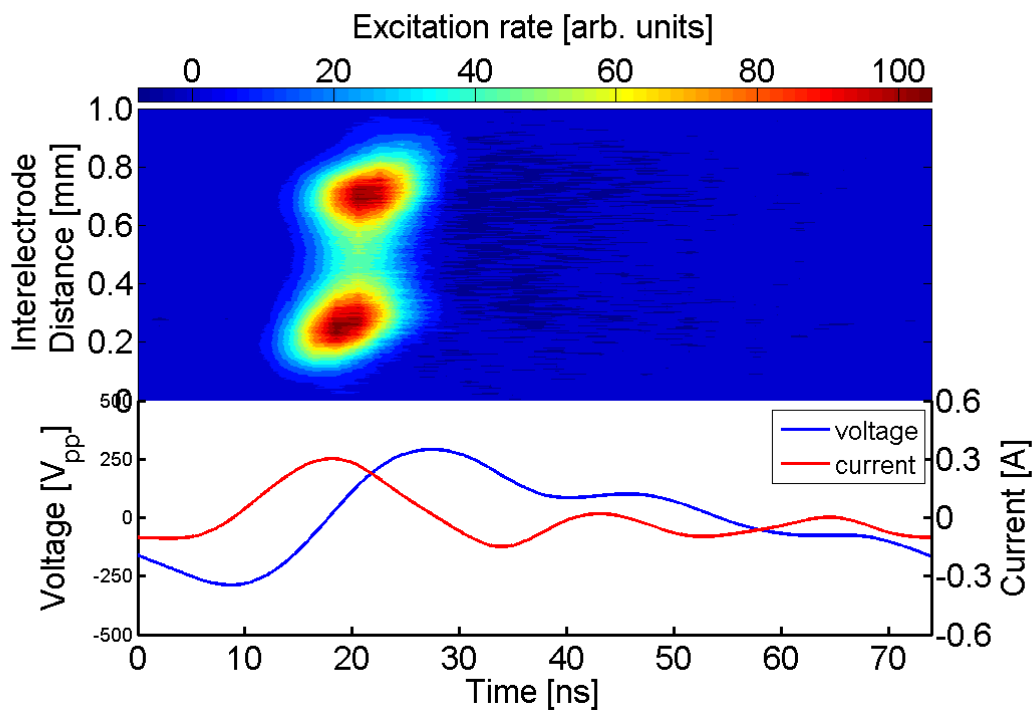 Excitation rate [arb. units]
0 20 40 60 80 100
Interelectrode
Distance [mm]
1.0
0.8
0.6
0.4
0.2
0
Voltage [Vpp]
500
250
0
-250
-500
voltage
current
Current [A]
0.6
0.3
0
-0.3
-0.6
0 10 20 30 40 50 60 70
Time [ns]